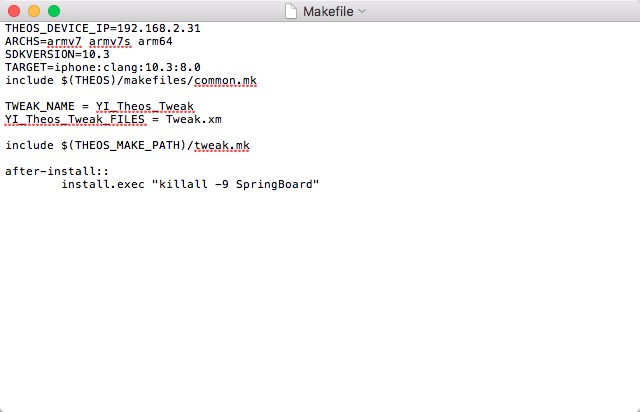 Makefile
THEOS_DEVICE_IP=192.168.2.31
ARCHS=armv7 armv7s arm64
SDKVERSION=10.3
TARGET=iphone:clang:10.3:8.0
include $(THEOS)/makefiles/common.mk
TWEAK_NAME = YI_Theos_Tweak
YI_Theos_Tweak_FILES = Tweak.xm
include $(THEOS_MAKE_PATH)/tweak.mk
after-install::
install.exec "killall -9 SpringBoard"